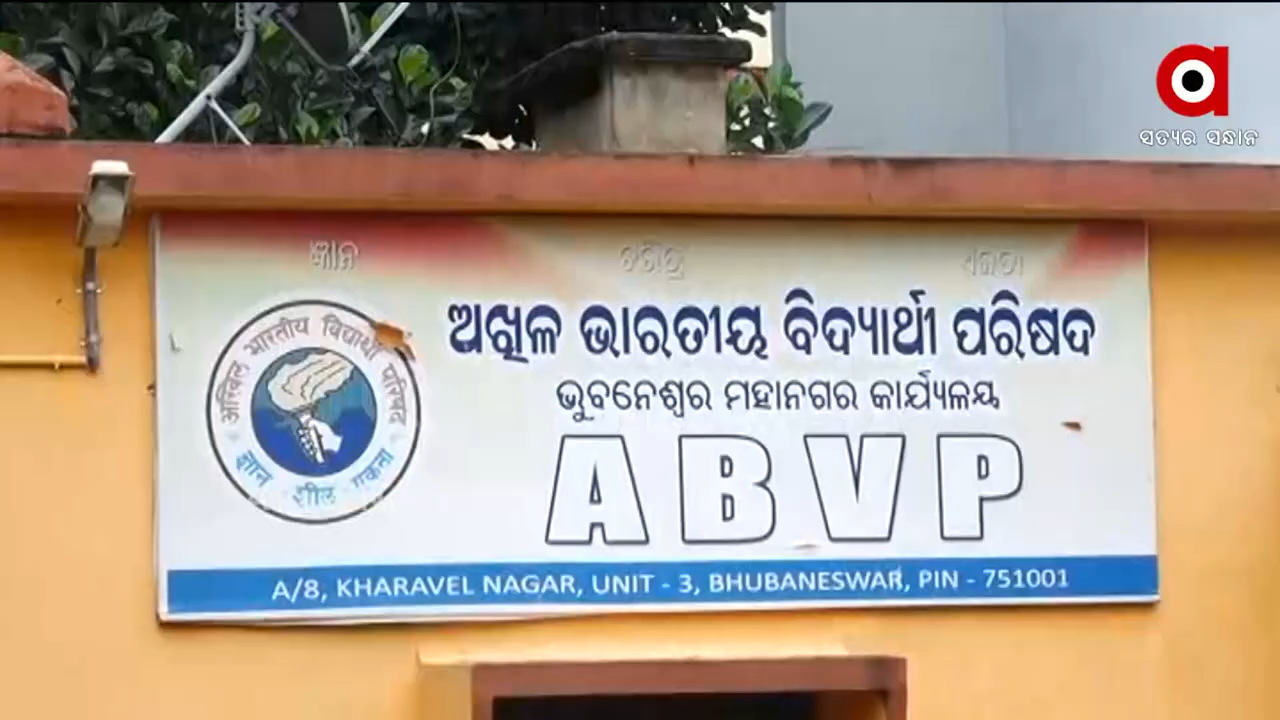 ସତ୍ୟର ସନ୍ଧାନ
ଜ୍ଞାନ ଚରିତ୍ର ଏକତା
ଅଖିଳ ଭାରତୀୟ ବିଦ୍ୟାର୍ଥୀ ପରିଷଦ
ଭୁବନେଶ୍ୱର ମହାନଗର କାର୍ଯ୍ୟଳୟ
ABVP
A/8, KHARAVEL NAGAR, UNIT - 3, BHUBANESWAR, PIN - 751001
अखिल भारतीय विद्यार्थी परिषद
ज्ञान शील एकता